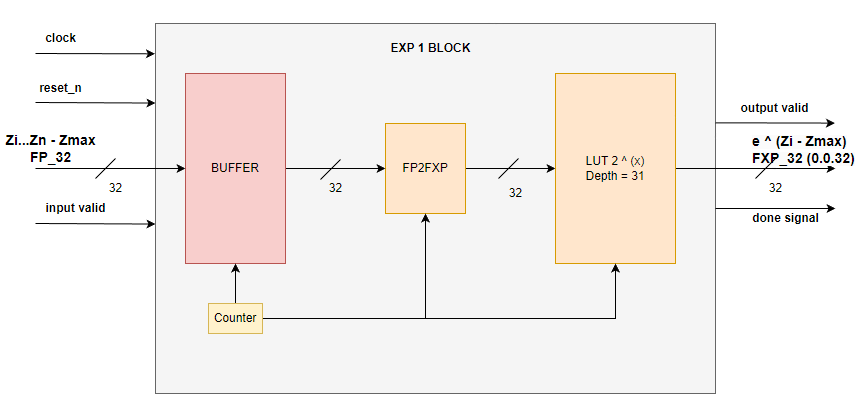 clock
EXP 1 BLOCK
reset_n
output valid
Zi...Zn - Zmax
FP_32
32
BUFFER
32
FP2FXP
32
LUT 2 ^ (x)
Depth = 31
e ^ (Zi - Zmax)
FXP_32 (0.0.32)
32
input valid
done signal
Counter